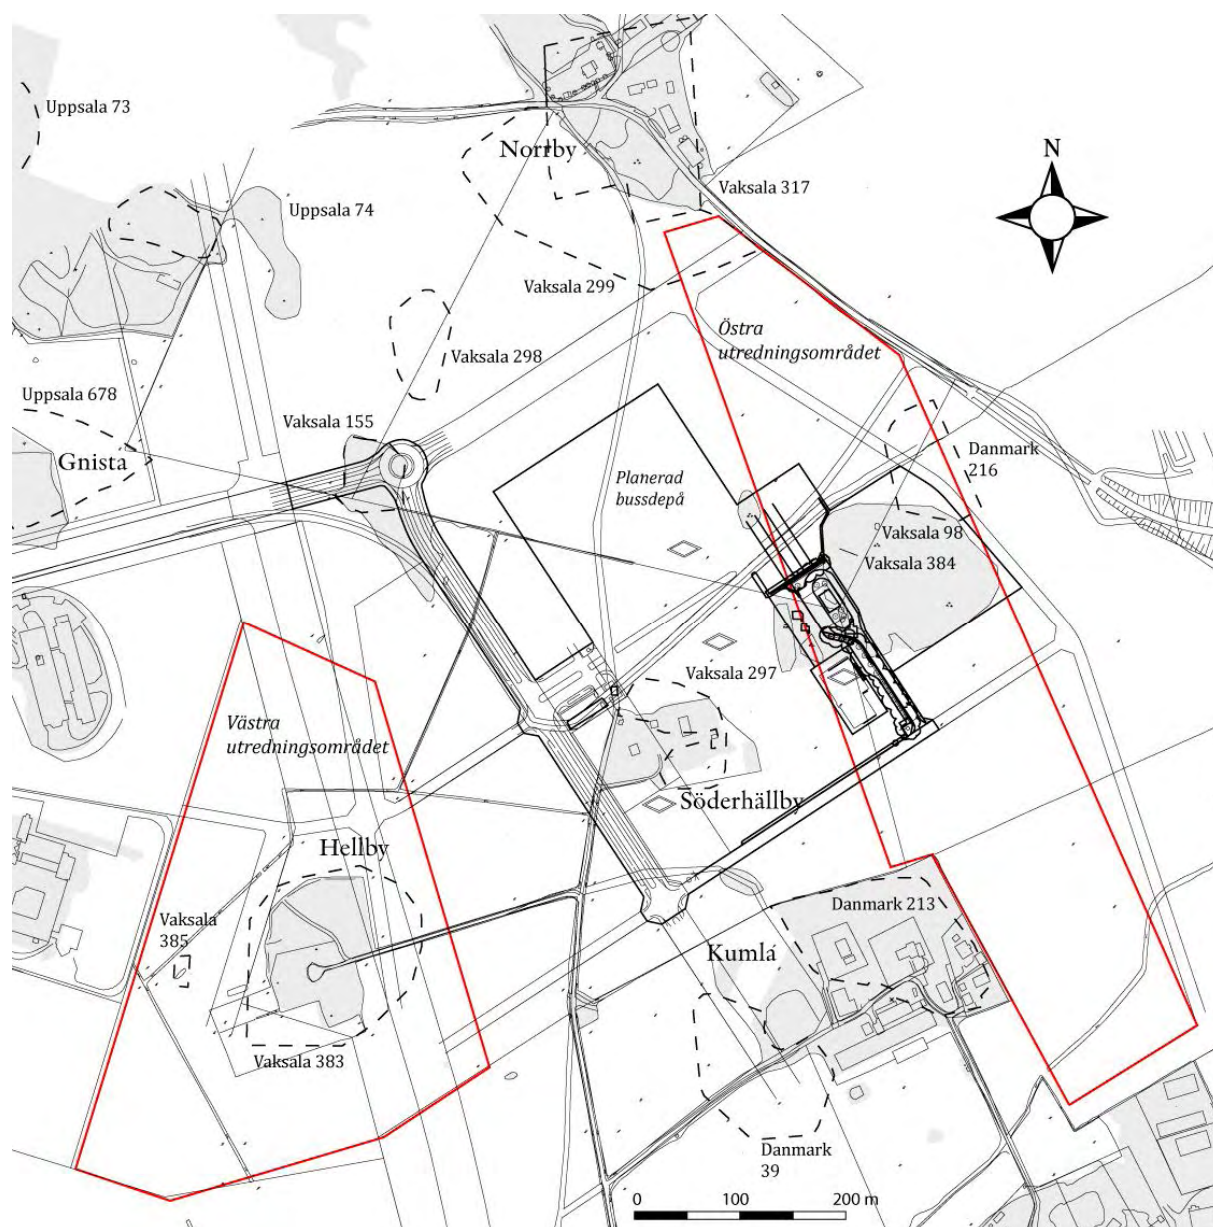 Uppsala 73
Norrby
N
Vaksala 317
Uppsala 74
Vaksala 299
Östra
utredningsområdet
Vaksala 298
Uppsala 678
Vaksala 155
Gnista
Planerad
bussdepå
Danmark
216
Vaksala 98
Vaksala 384
Vaksala 297
Västra
utredningsområdet
Söderhällby
Hellby
Vaksala
385
Danmark 213
Kumla
Vaksala 383
Danmark
39
0 100 200 m